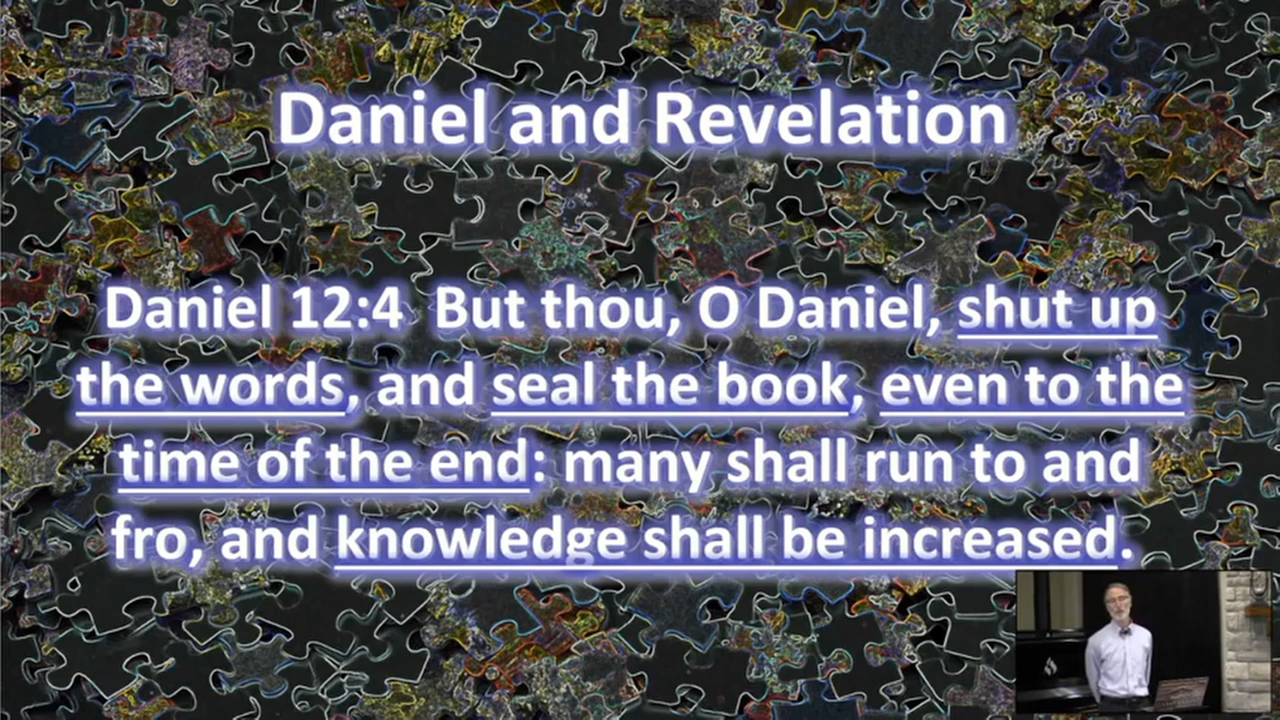 Daniel and Revelation
Daniel 12:4 But thou, O Daniel, shut up
the words, and seal the book, even to the
time of the end: many shall run to and
fro, and knowledge shall be increased.